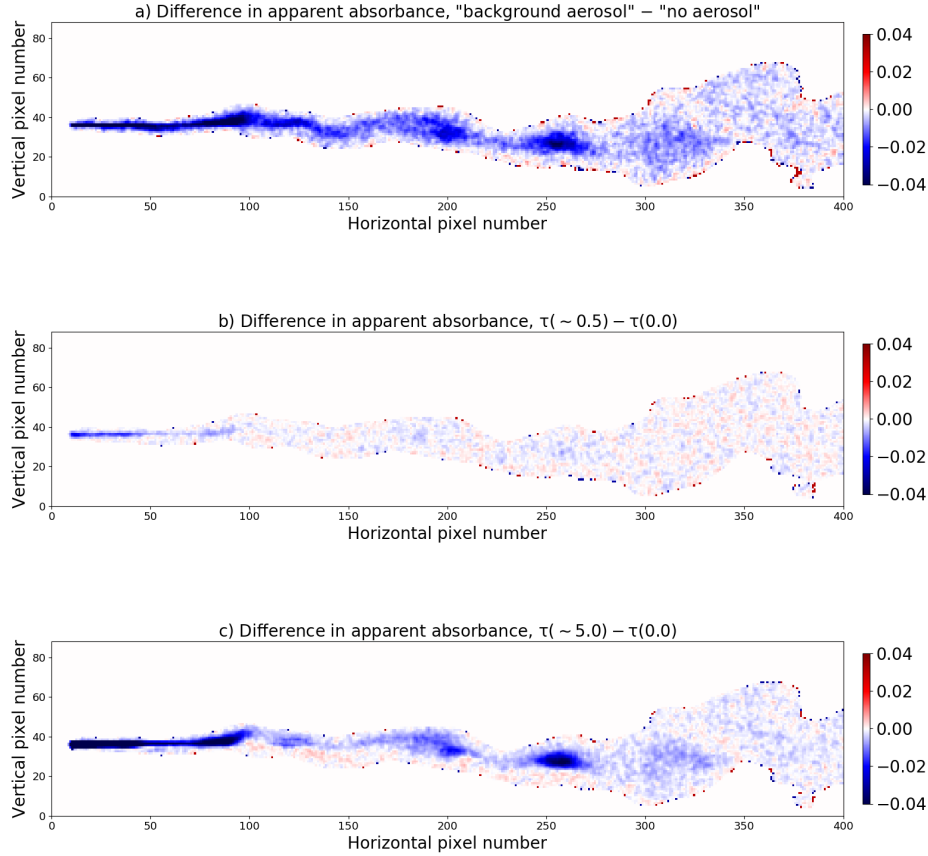 a) Difference in apparent absorbance, "background aerosol" − "no aerosol"
Vertical pixel number
80
60
40
20
0
0 50 100 150 200 250 300 350 400
Horizontal pixel number
0.04
0.02
0.00
−0.02
−0.04
b) Difference in apparent absorbance, τ(∼0.5)−τ(0.0)
Vertical pixel number
80
60
40
20
0
0 50 100 150 200 250 300 350 400
Horizontal pixel number
0.04
0.02
0.00
−0.02
−0.04
c) Difference in apparent absorbance, τ(∼5.0)−τ(0.0)
Vertical pixel number
80
60
40
20
0
0 50 100 150 200 250 300 350 400
Horizontal pixel number
0.04
0.02
0.00
−0.02
−0.04